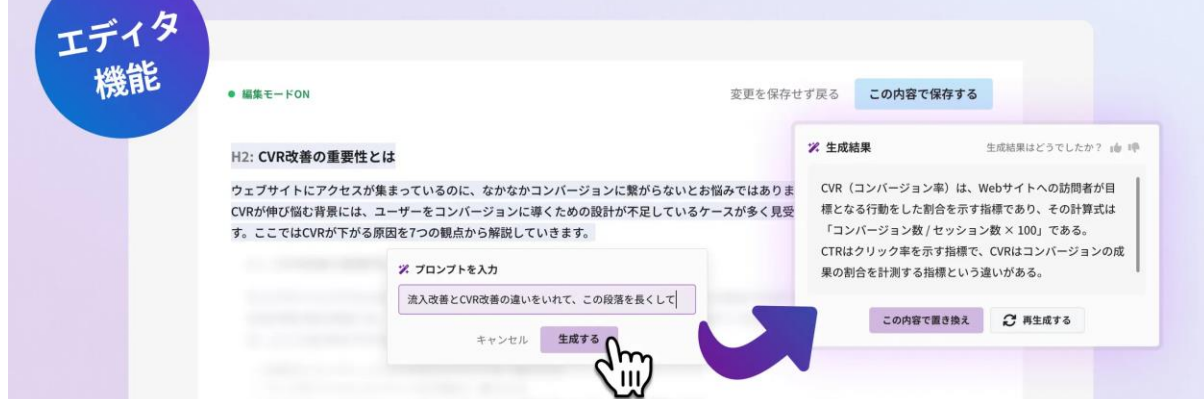 エディタ
機能
編集モードON
変更を保存せず戻る
この内容で保存する
H2: CVR改善の重要性とは
ウェブサイトにアクセスが集まっているのに、なかなかコンバージョンに繋がらないとお悩みではありま
CVRが伸び悩む背景には、ユーザーをコンバージョンに導くための設計が不足しているケースが多く見受
す。ここではCVRが下がる原因を7つの観点から解説していきます。
プロンプトを入力
流入改善とCVR改善の違いをいれて、この段落を長くして
キャンセル
生成する
生成結果
生成結果はどうでしたか?
CVR（コンバージョン率）は、Webサイトへの訪問者が目
標となる行動をした割合を示す指標であり、その計算式は
「コンバージョン数 / セッション数 × 100」である。
CTRはクリック率を示す指標で、CVRはコンバージョンの成
果の割合を計測する指標という違いがある。
この内容で置き換え
再生成する